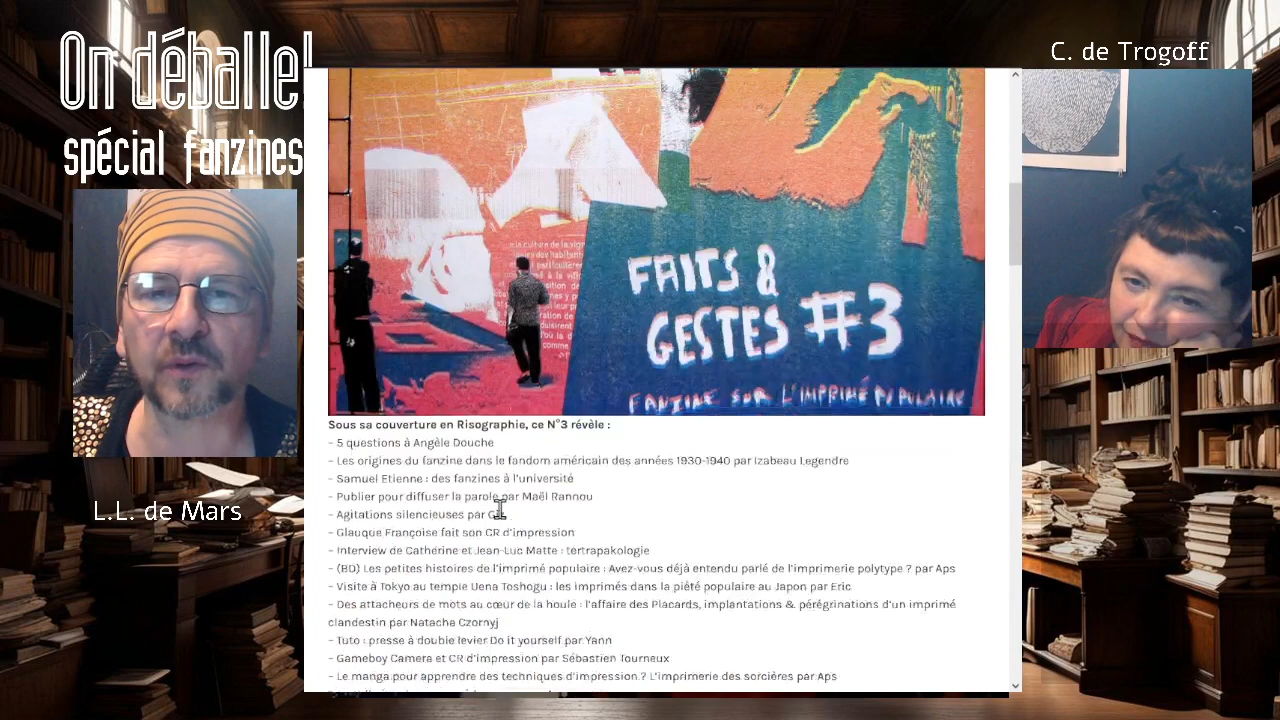 On déballe!
spécial fanzines
C. de Trogoff
FAITS &
GESTES #3
FANZINE SUR L'IMPRIMÉ POPULAIRE
Sous sa couverture en Risographie, ce N°3 révèle :
– 5 questions à Angèle Douche
– Les origines du fanzine dans le fandom américain des années 1930-1940 par Izabeau Legendre
– Samuel Etienne : des fanzines à l'université
– Publier pour diffuser la parole par Maël Rannou
– Agitations silencieuses par
– Glauque Françoise fait son CR d'impression
– Interview de Catherine et Jean-Luc Matte : tertrapakologie
– (BD) Les petites histoires de l'imprimé populaire : Avez-vous déjà entendu parlé de l'imprimerie polytype ? par Aps
– Visite à Tokyo au temple Uena Toshogu : les imprimés dans la piété populaire au Japon par Eric
– Des attacheurs de mots au cœur de la houle : l'affaire des Placards, implantations & pérégrinations d'un imprimé
clandestin par Natacha Czornyj
– Tuto : presse à double levier Do it yourself par Yann
– Gameboy Camera et CR d'impression par Sébastien Tourneux
– Le manga pour apprendre des techniques d'impression ? L'imprimerie des sorcières par Aps
L.L. de Mars